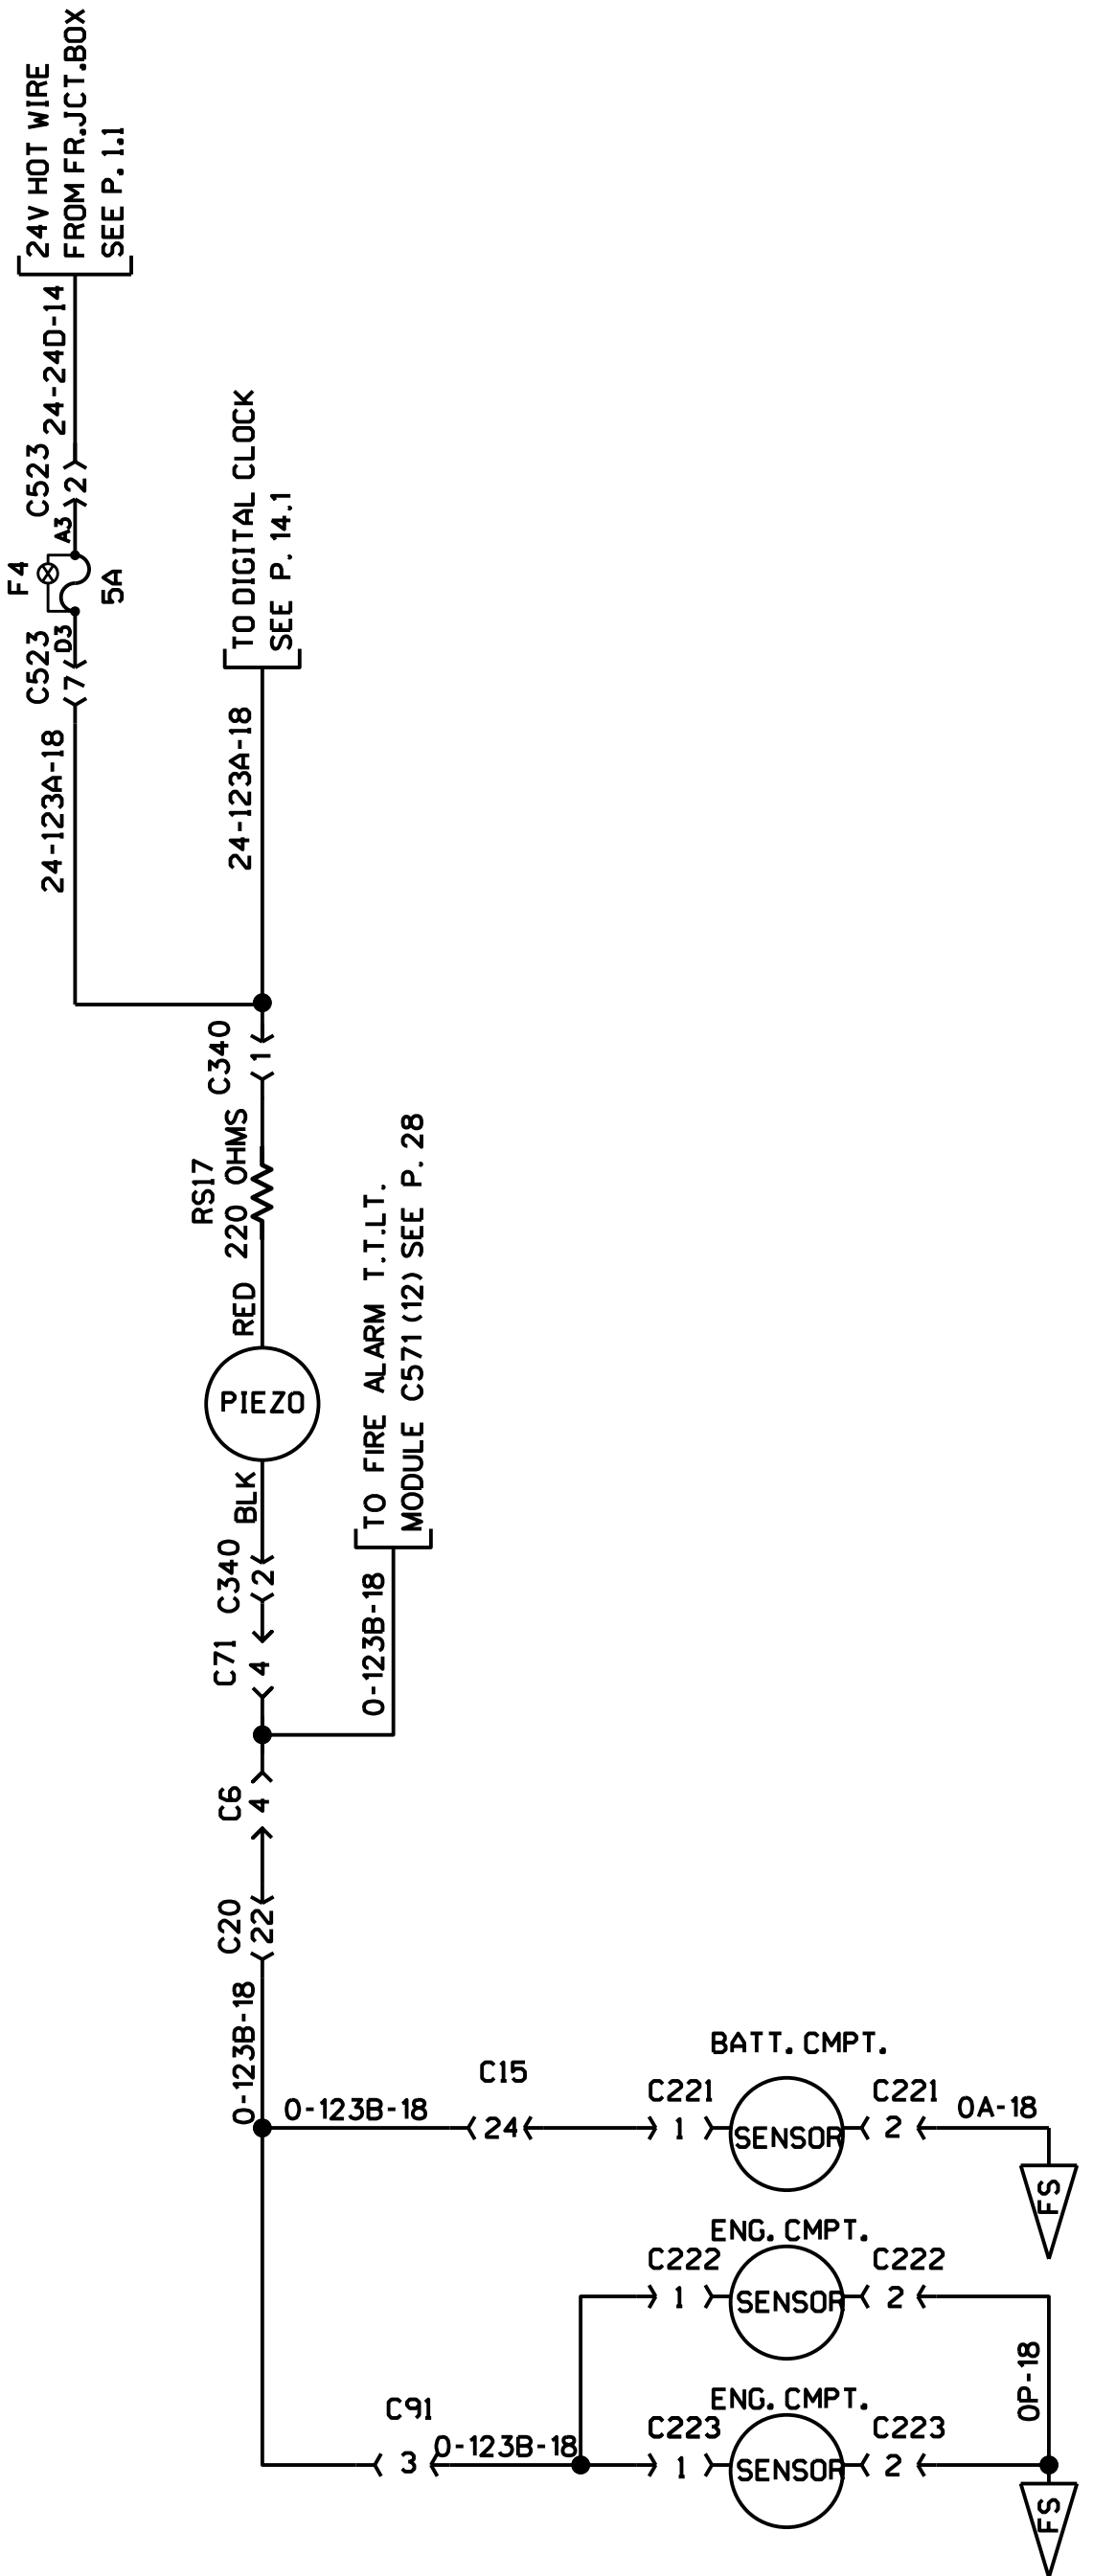 24V HOT WIRE
FROM FR.JCT.BOX
SEE P. 1.1
24-24D-14
C523
2
A3
F4
5A
D3
C523
7
24-123A-18
TO DIGITAL CLOCK
SEE P. 14.1
24-123A-18
C340
1
RS17
220 OHMS
RED
PIEZO
BLK
C340
2
TO FIRE ALARM T.T.LT.
MODULE C571 (12) SEE P. 28
0-123B-18
C71
4
C6
4
C20
22
0-123B-18
BATT. CMPT.
0-123B-18
C15
24
C221
1
SENSOR
C221
2
0A-18
FS
ENG. CMPT.
C222
1
SENSOR
C222
2
0P-18
ENG. CMPT.
C91
3
0-123B-18
C223
1
SENSOR
C223
2
FS